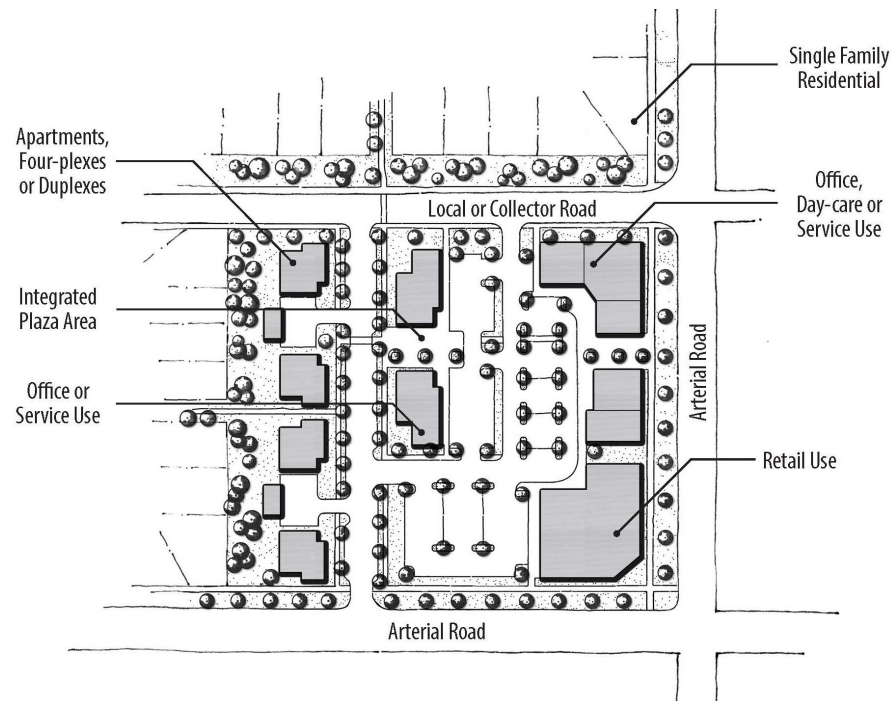 Single Family
Residential
Apartments,
Four-plexes
or Duplexes
Office,
Day-care or
Service Use
Local or Collector Road
Integrated
Plaza Area
Arterial Road
Office or
Service Use
Retail Use
Arterial Road